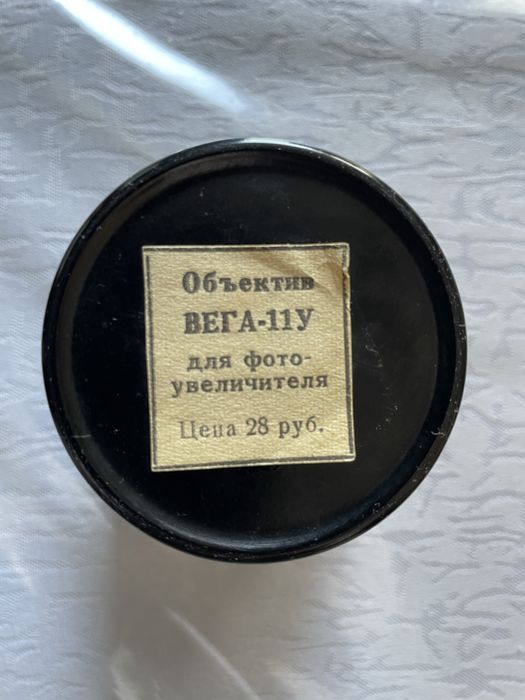 Объектив
ВЕГА-11У
для фото-
увеличителя
Цена 28 руб.